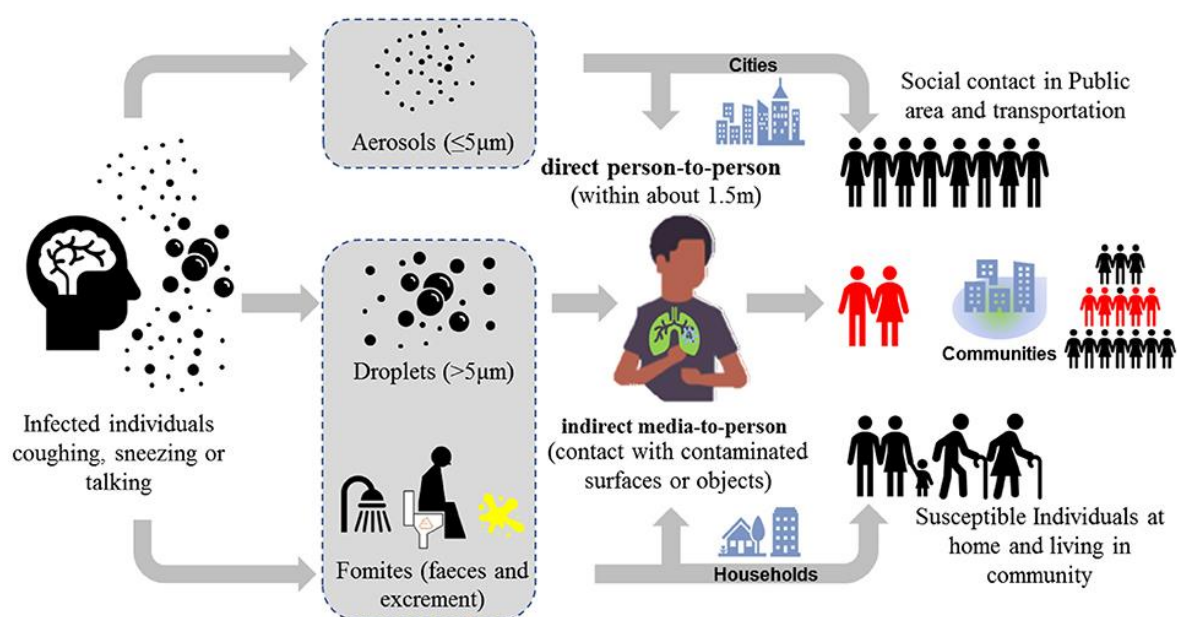 Aerosols (≤5µm)
Cities
Social contact in Public
area and transportation
direct person-to-person
(within about 1.5m)
Droplets (>5µm)
Communities
Infected individuals
coughing, sneezing or
talking
indirect media-to-person
(contact with contaminated
surfaces or objects)
Fomites (faeces and
excrement)
Households
Susceptible Individuals at
home and living in
community